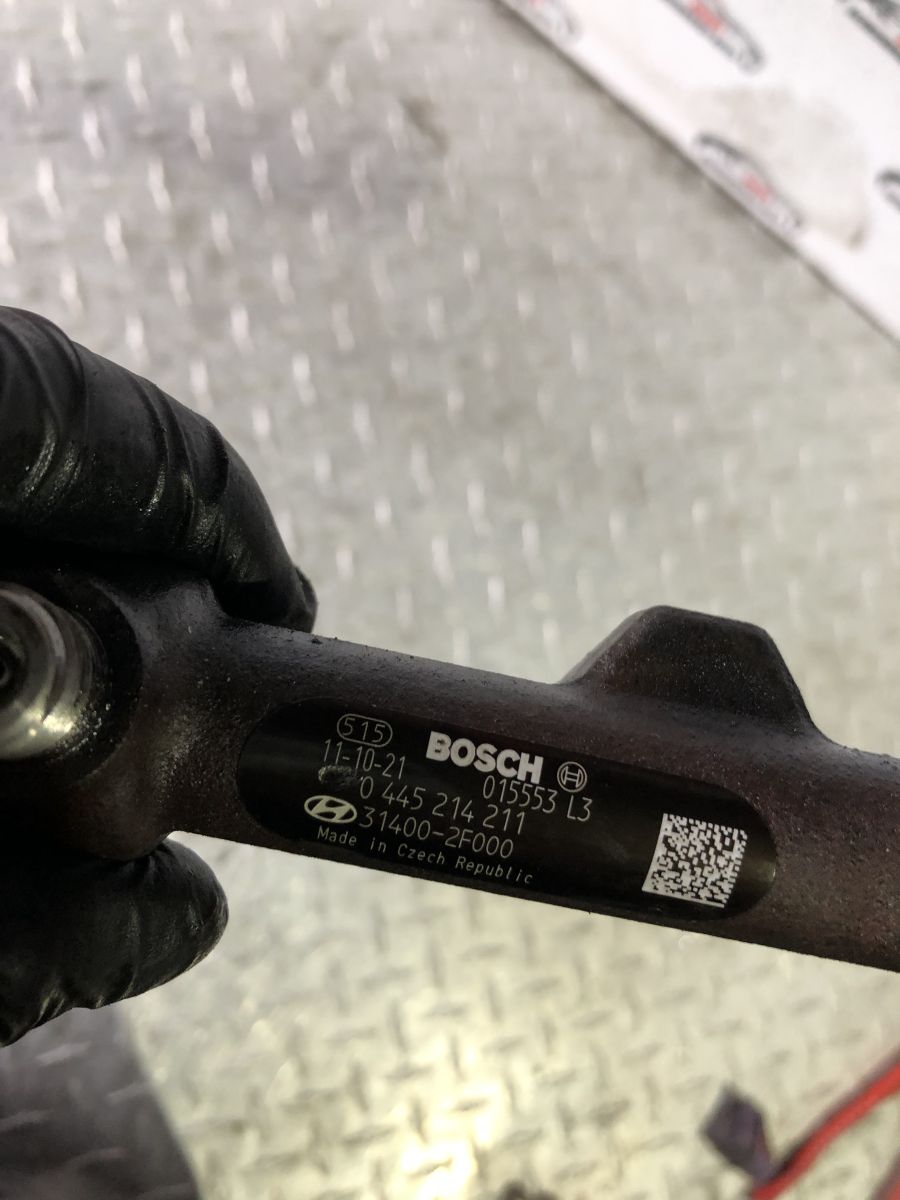 515
BOSCH
11-10-21
015553 L3
0 445 214 211
31400-2F000
Made in Czech Republic